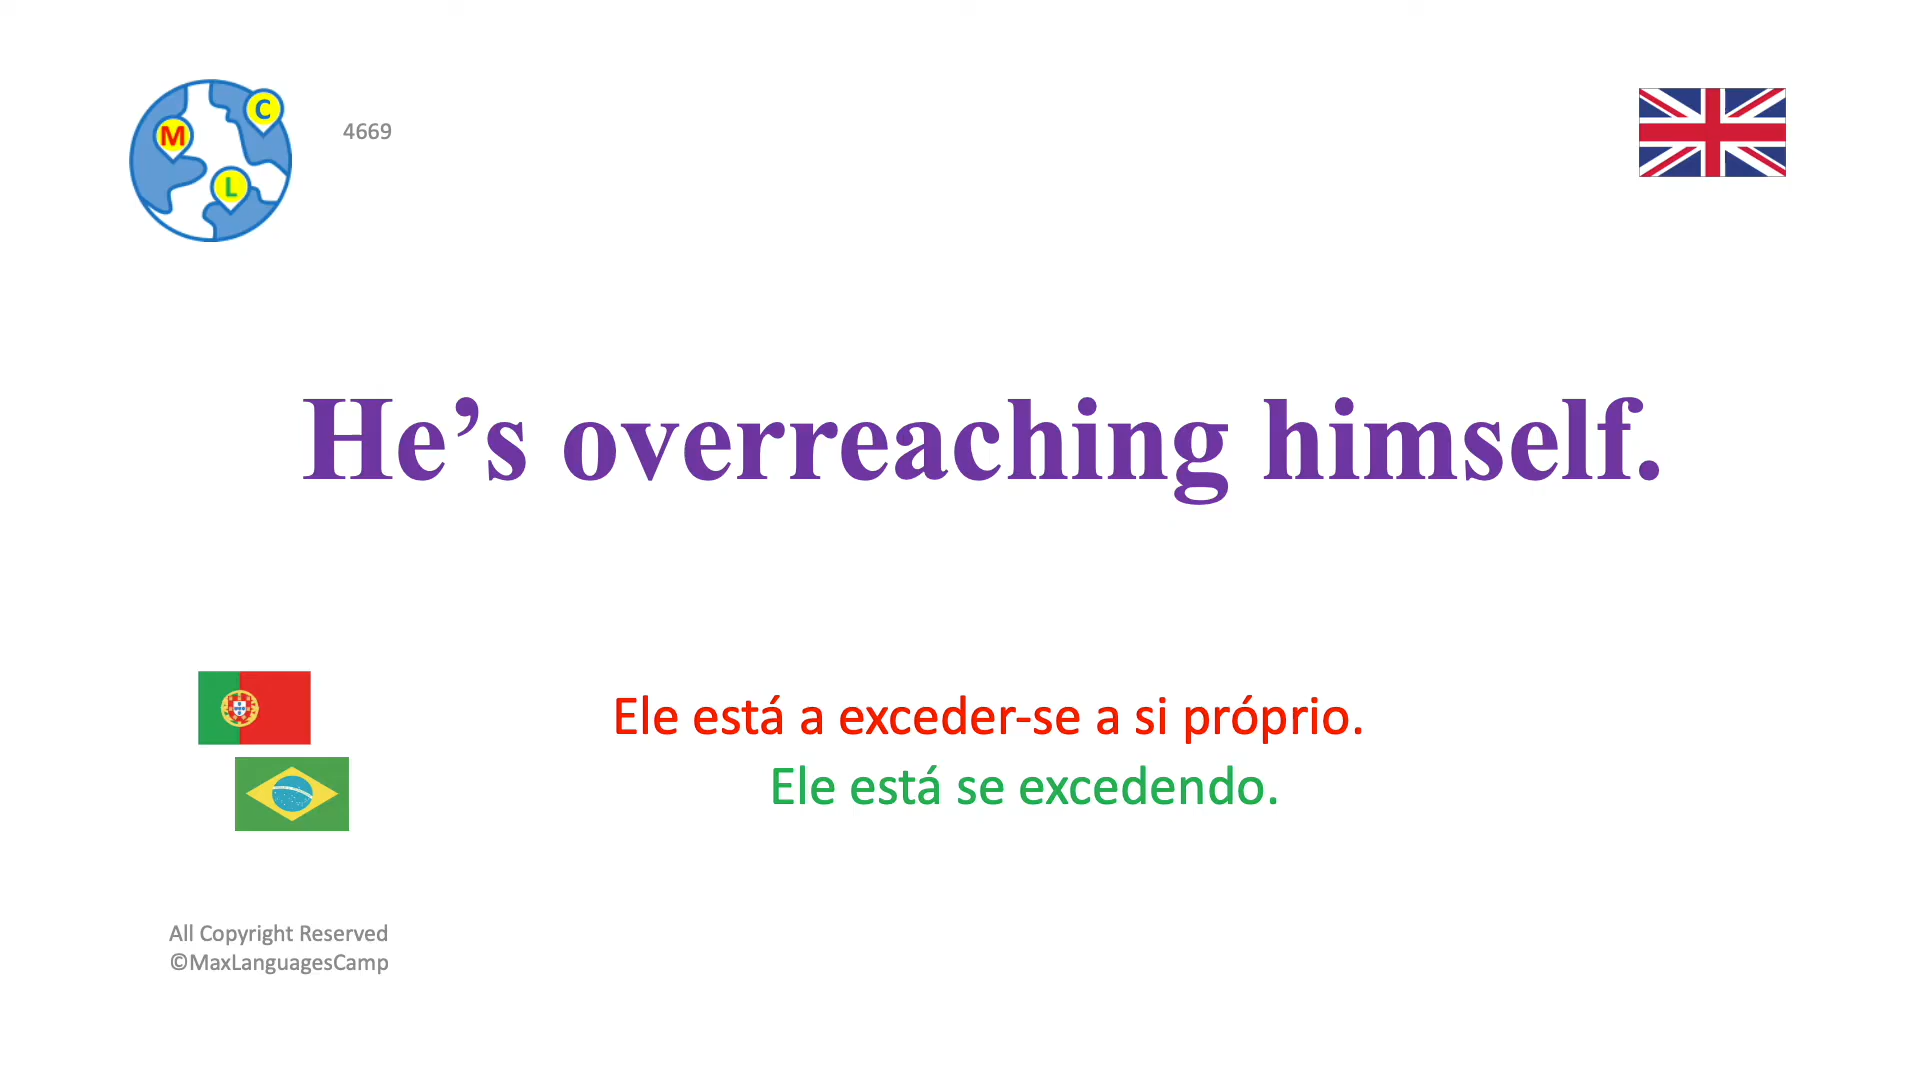 M
C
L
4669
He’s overreaching himself.
Ele está a exceder-se a si próprio.
Ele está se excedendo.
All Copyright Reserved
©MaxLanguagesCamp